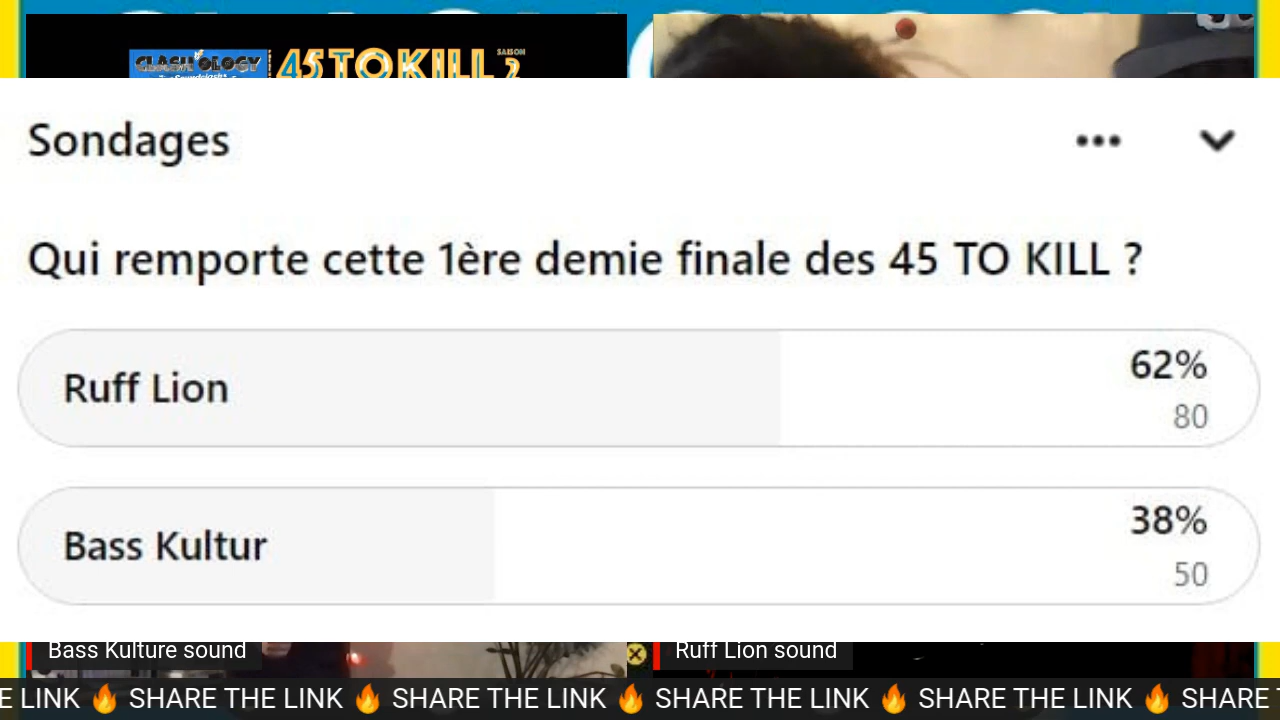 CLASH'OLOGY
45 TO KILL
SAISON
2
Sondages
Qui remporte cette 1ère demie finale des 45 TO KILL ?
Ruff Lion
62%
80
Bass Kultur
38%
50
Bass Kulture sound
Ruff Lion sound
E LINK 🔥 SHARE THE LINK 🔥 SHARE THE LINK 🔥 SHARE THE LINK 🔥 SHARE THE LINK 🔥 SHARE